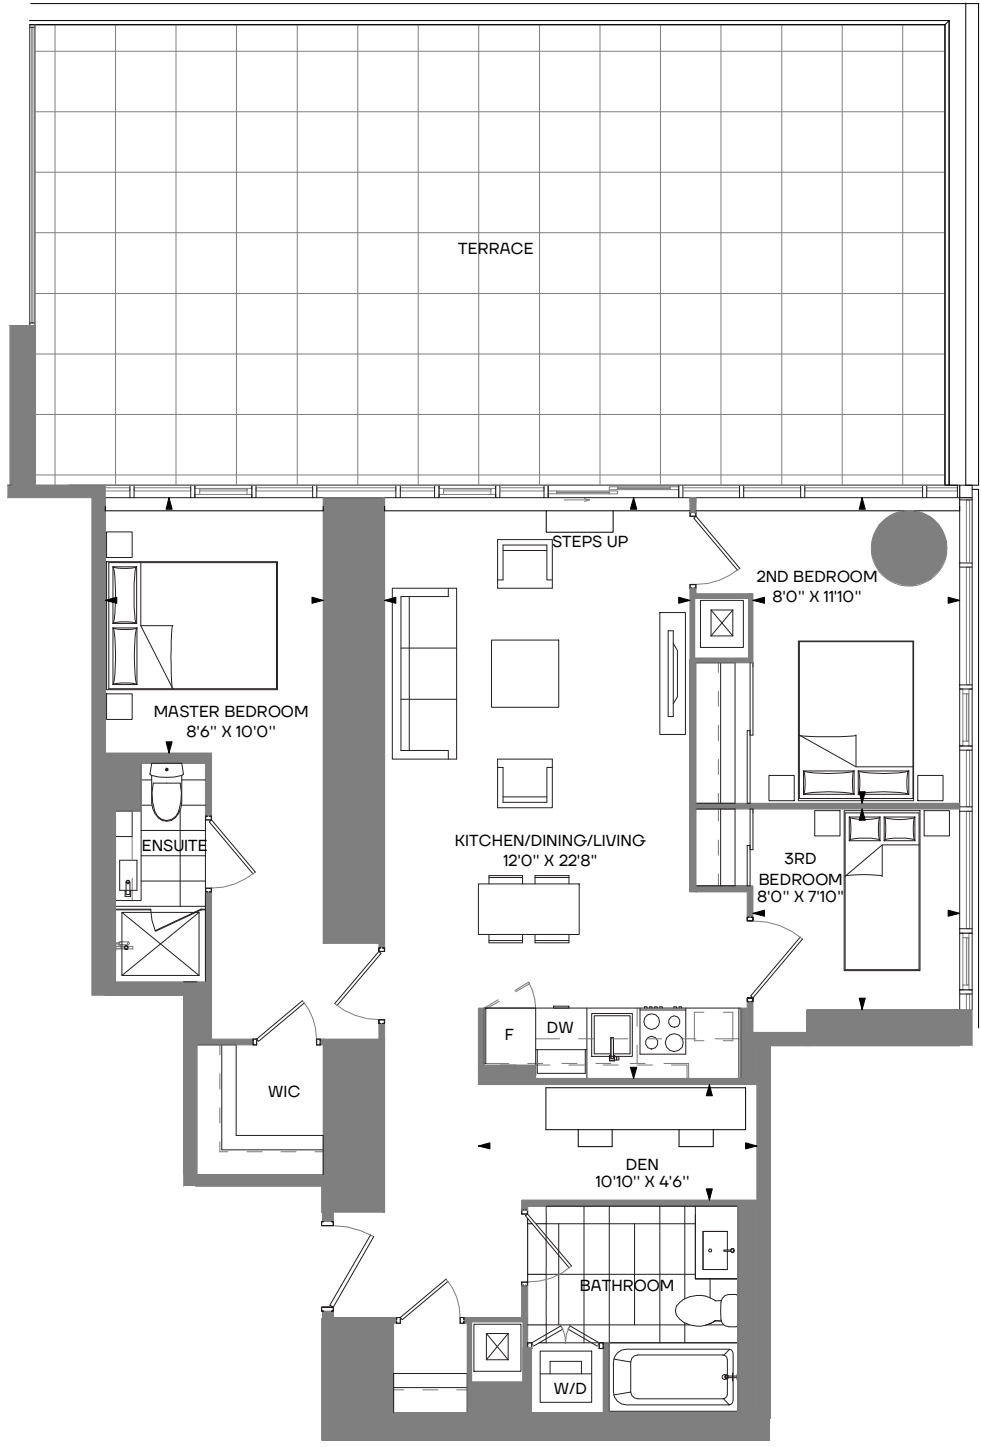 TERRACE
STEPS UP
2ND BEDROOM
8'0" X 11'10"
MASTER BEDROOM
8'6" X 10'0"
ENSUITE
KITCHEN/DINING/LIVING
12'0" X 22'8"
3RD
BEDROOM
8'0" X 7'10"
F
DW
WIC
DEN
10'10" X 4'6"
BATHROOM
W/D